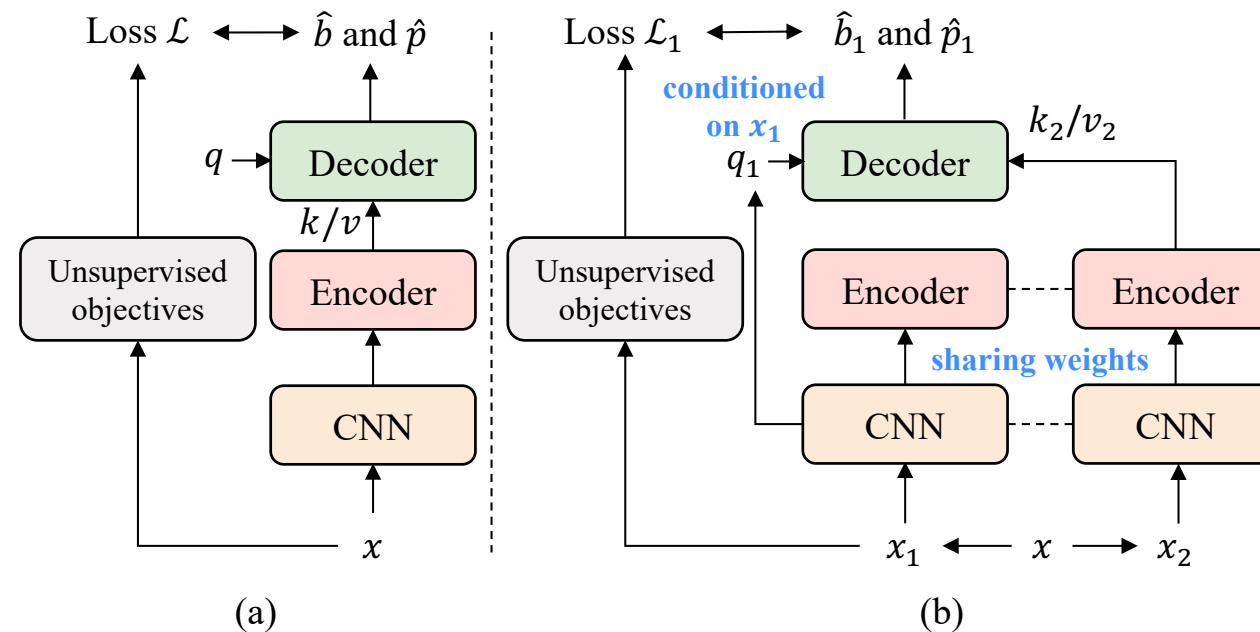 Loss ℒ
b̂ and p̂
q
Decoder
k/v
Unsupervised
objectives
Encoder
CNN
x
(a)
Loss ℒ₁
b̂₁ and p̂₁
conditioned
on x₁
k₂/v₂
q₁
Decoder
Unsupervised
objectives
Encoder
Encoder
sharing weights
CNN
CNN
x₁
x
x₂
(b)